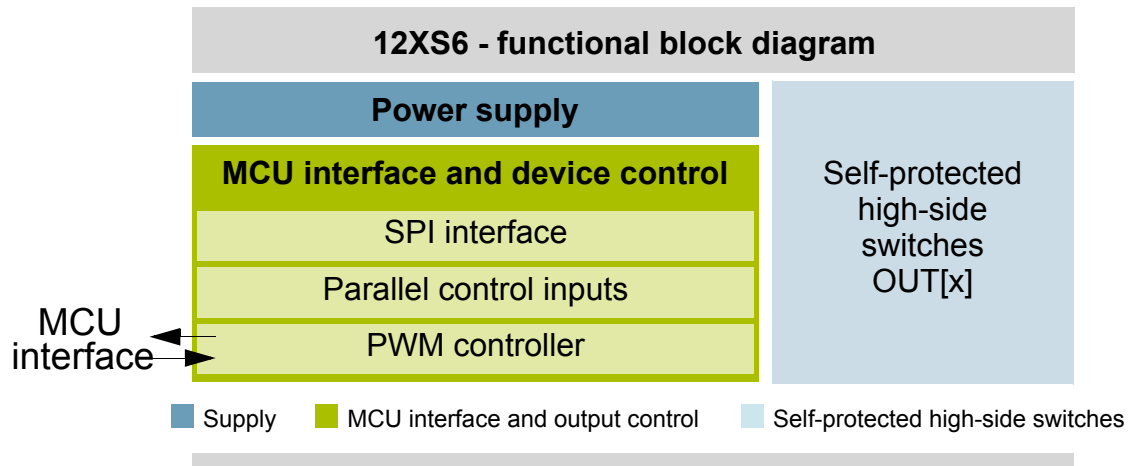 12XS6 - functional block diagram
Power supply
MCU interface and device control
SPI interface
Parallel control inputs
PWM controller
Self-protected
high-side
switches
OUT[x]
MCU
interface
Supply
MCU interface and output control
Self-protected high-side switches